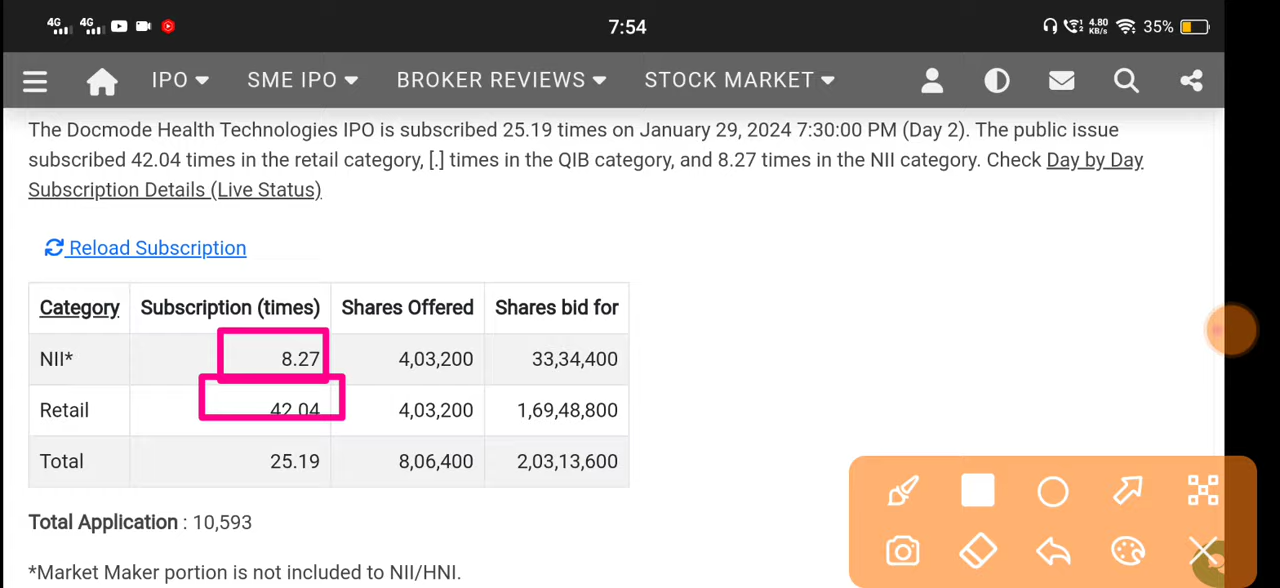 4G 4G 7:54 4.80 KB/s 35%
IPO SME IPO BROKER REVIEWS STOCK MARKET
The Docmode Health Technologies IPO is subscribed 25.19 times on January 29, 2024 7:30:00 PM (Day 2). The public issue
subscribed 42.04 times in the retail category, [.] times in the QIB category, and 8.27 times in the NII category. Check Day by Day
Subscription Details (Live Status)
Reload Subscription
Category Subscription (times) Shares Offered Shares bid for
NII* 8.27 4,03,200 33,34,400
Retail 42.04 4,03,200 1,69,48,800
Total 25.19 8,06,400 2,03,13,600
Total Application : 10,593
*Market Maker portion is not included to NII/HNI.